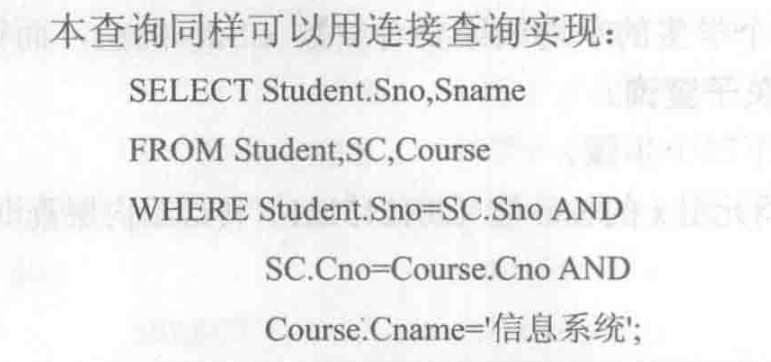 本查询同样可以用连接查询实现：
SELECT Student.Sno,Sname
FROM Student,SC,Course
WHERE Student.Sno=SC.Sno AND
SC.Cno=Course.Cno AND
Course.Cname='信息系统';